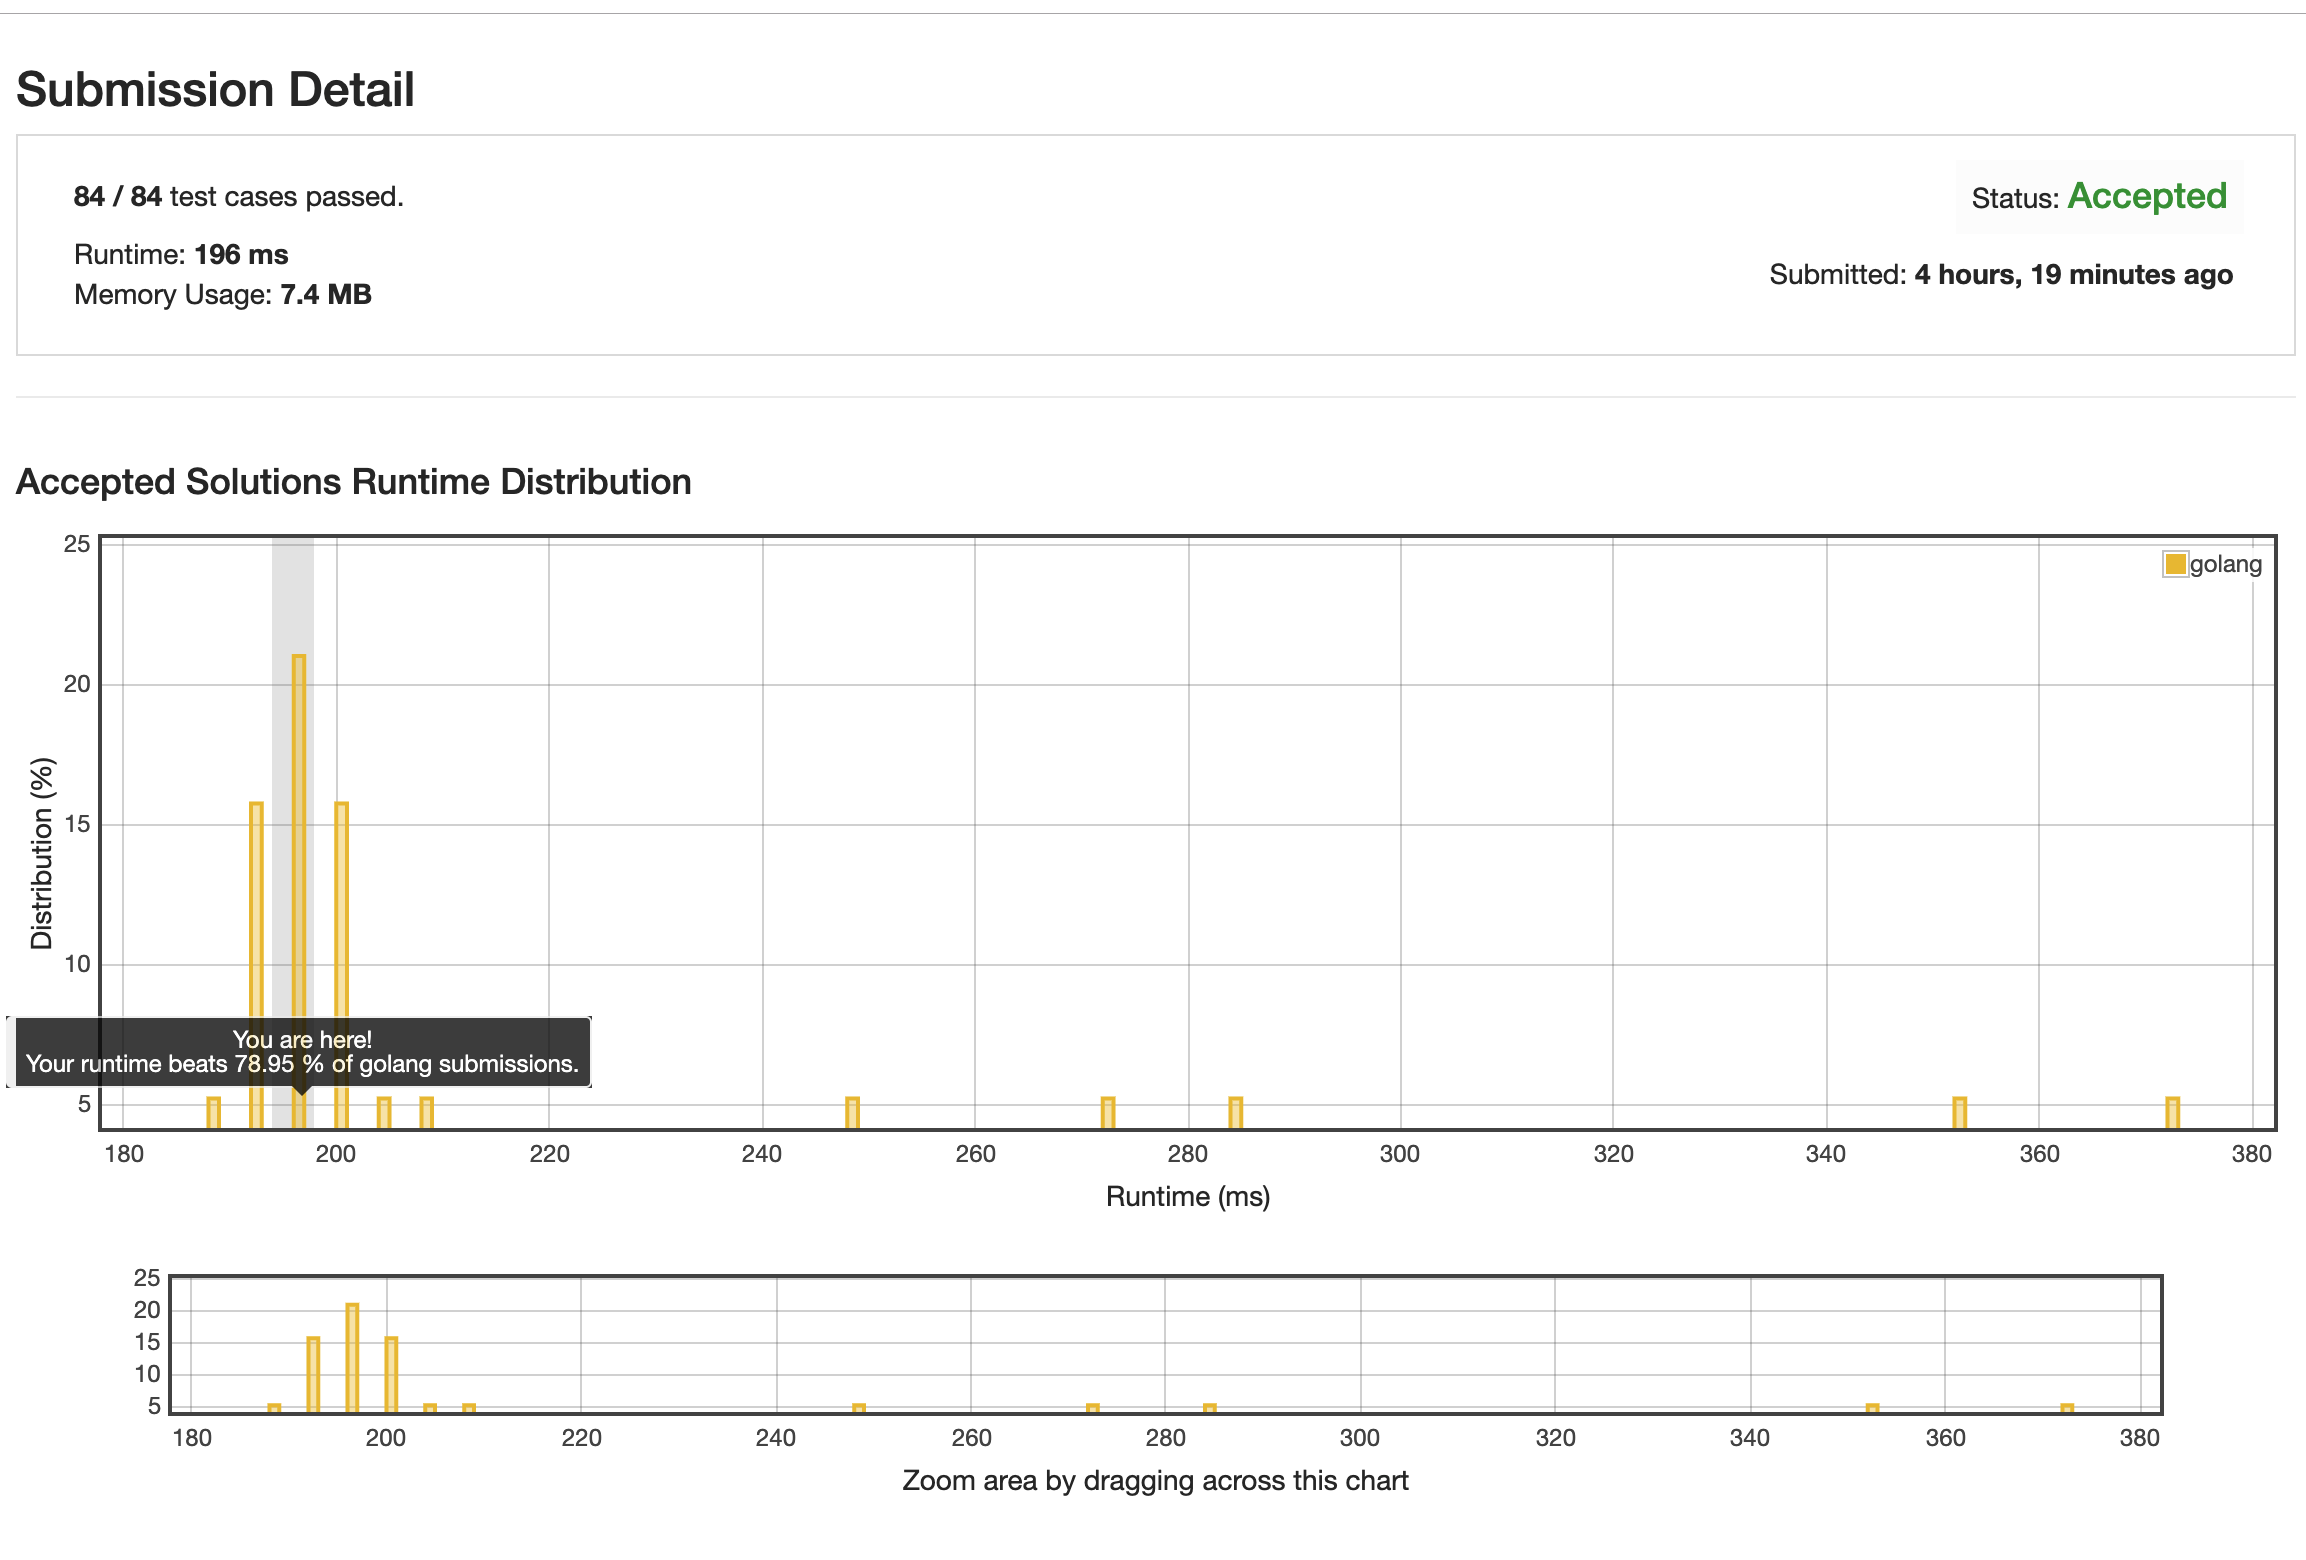 Submission Detail
84 / 84 test cases passed.
Status: Accepted
Runtime: 196 ms
Memory Usage: 7.4 MB
Submitted: 4 hours, 19 minutes ago
Accepted Solutions Runtime Distribution
25
20
15
10
5
Distribution (%)
golang
You are here!
Your runtime beats 78.95 % of golang submissions.
180 200 220 240 260 280 300 320 340 360 380
Runtime (ms)
25
20
15
10
5
180 200 220 240 260 280 300 320 340 360 380
Zoom area by dragging across this chart